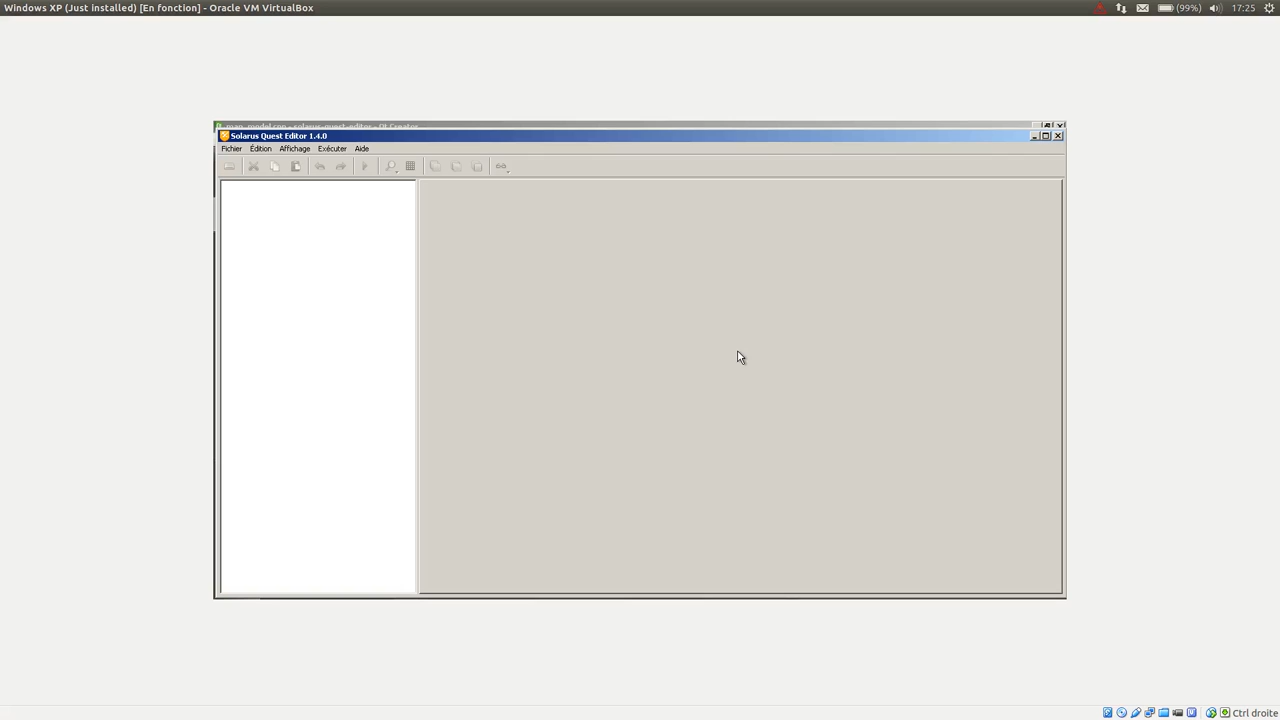 Windows XP (Just installed) [En fonction] - Oracle VM VirtualBox
(99%)
17:25
Solarus Quest Editor 1.4.0
Fichier Édition Affichage Exécuter Aide
Ctrl droite